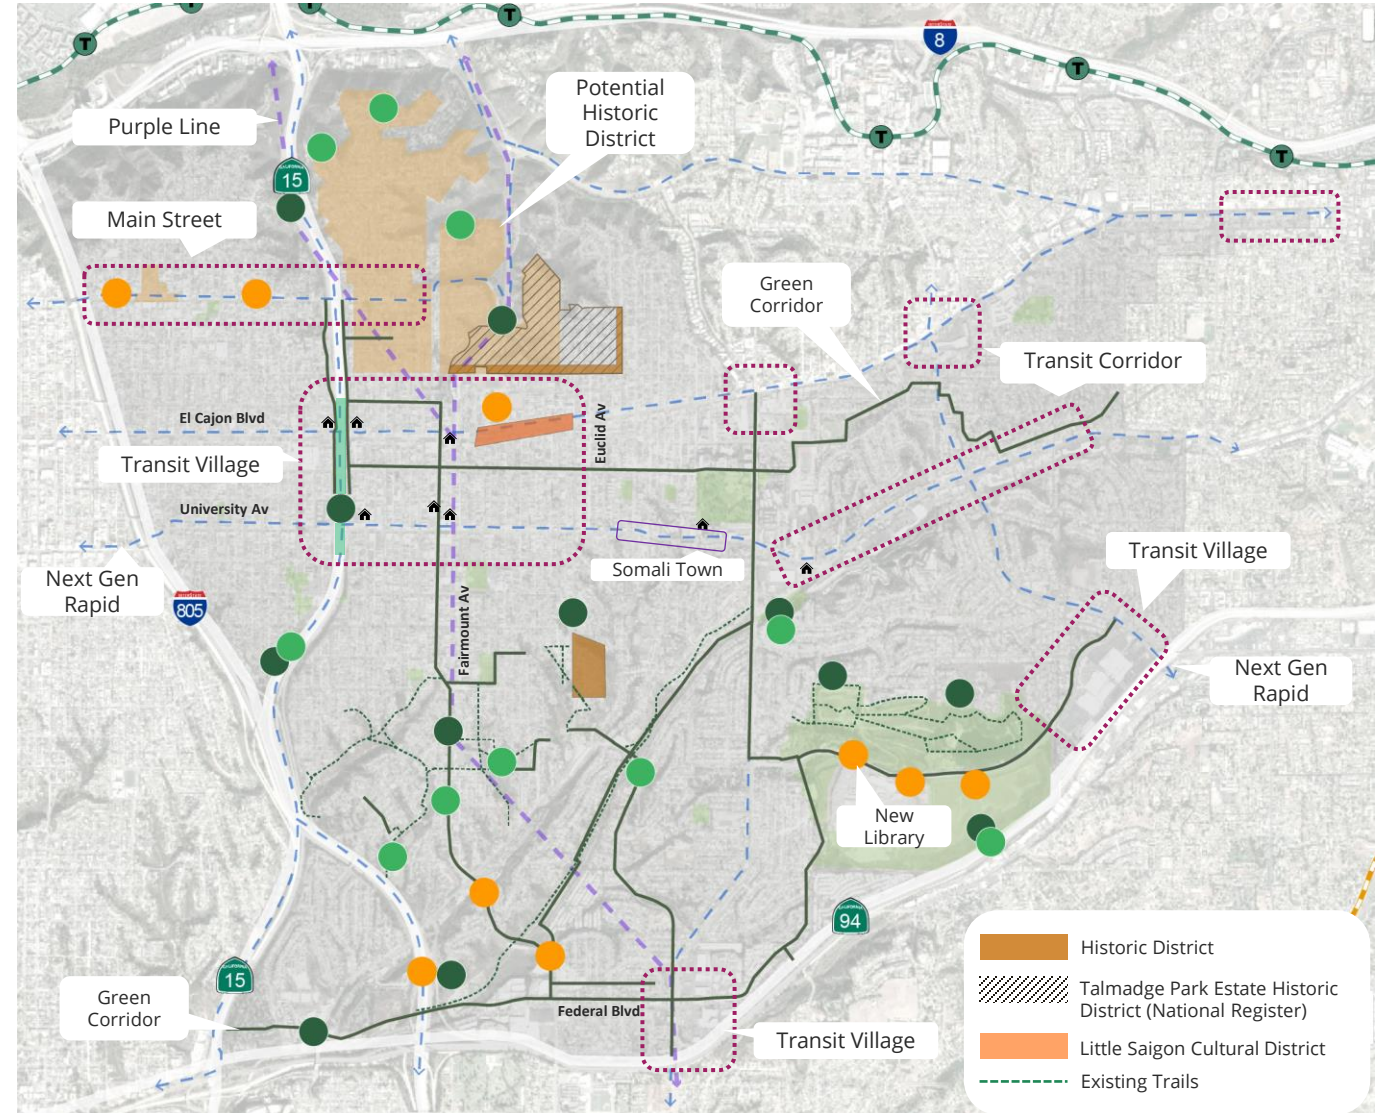 T
T
T
T
T
8
Potential
Historic
District
Purple Line
CALIFORNIA
15
Main Street
Green
Corridor
Transit Corridor
El Cajon Blvd
Euclid Av
Transit Village
University Av
Somali Town
Transit Village
Next Gen
Rapid
805
Fairmount Av
Next Gen
Rapid
New
Library
CALIFORNIA
94
CALIFORNIA
15
Green
Corridor
Federal Blvd
Transit Village
Historic District
Talmadge Park Estate Historic
District (National Register)
Little Saigon Cultural District
Existing Trails